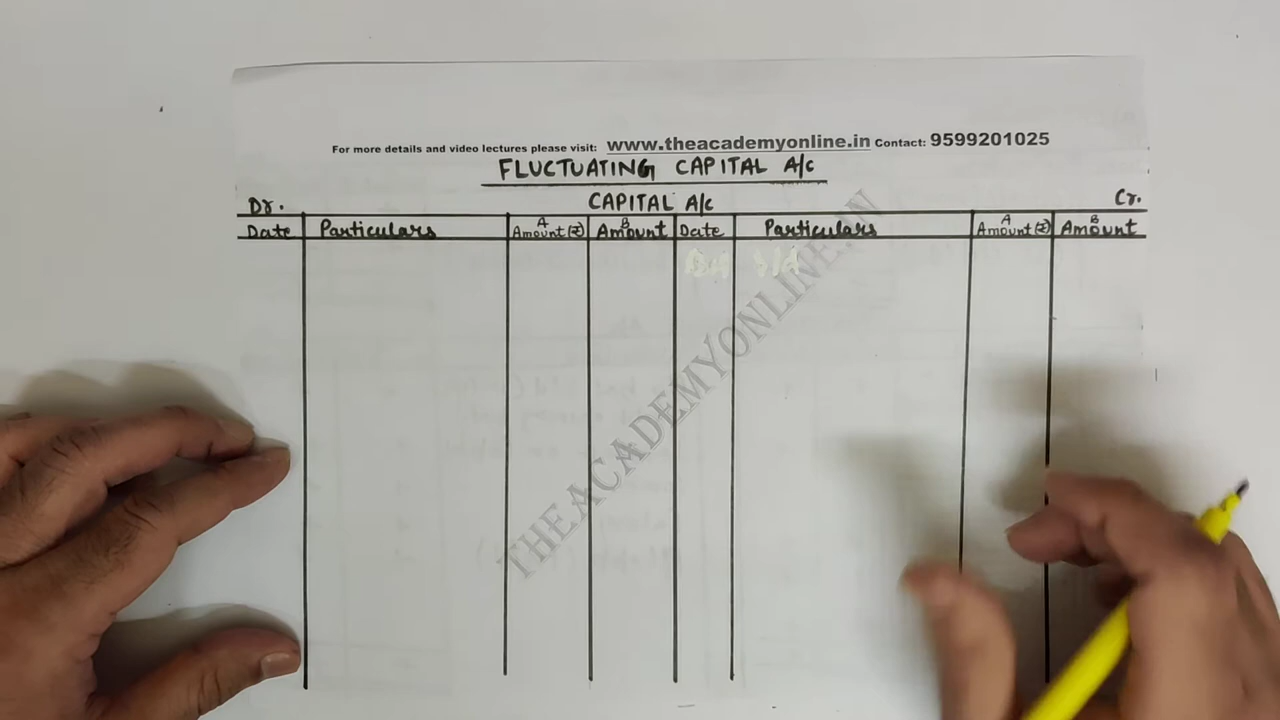 For more details and video lectures please visit: www.theacademyonline.in Contact: 9599201025
FLUCTUATING CAPITAL A/c
Dr. CAPITAL A/c Cr.
Date Particulars A Amount (₹) B Amount Date Particulars A Amount (₹) B Amount
THEACADEMYONLINE.IN